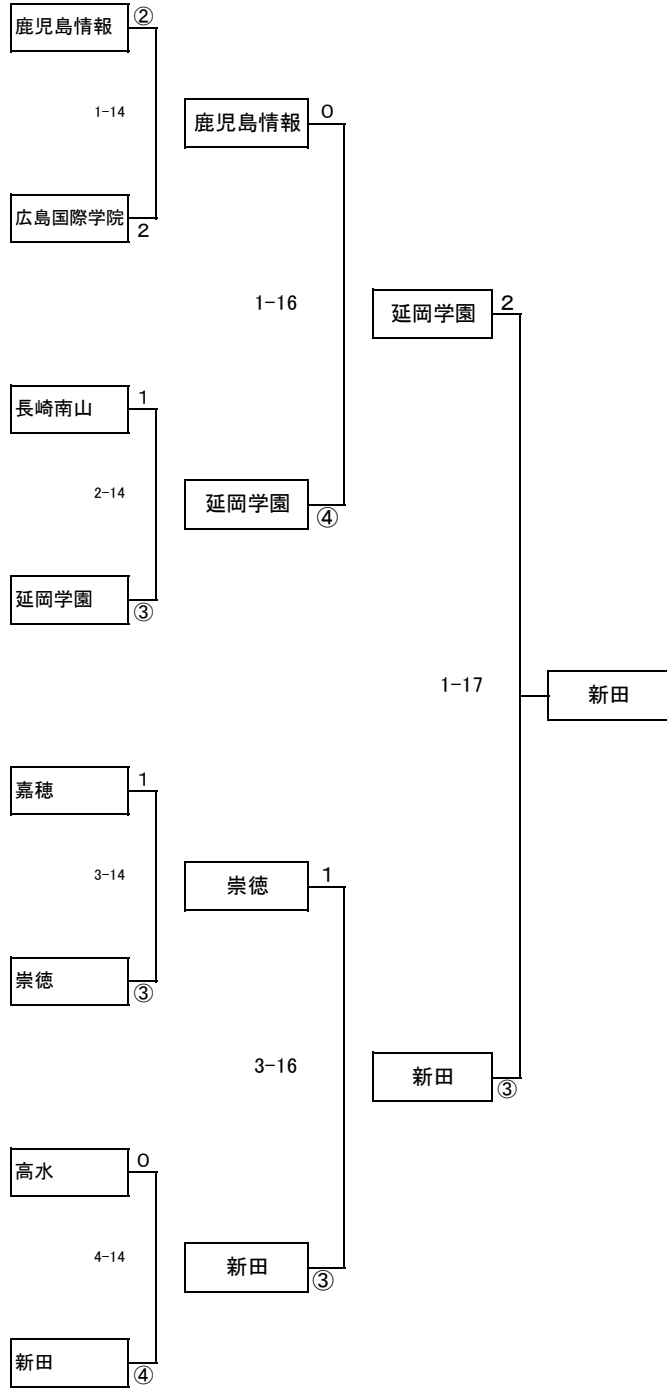 鹿児島情報
②
1-14
鹿児島情報
0
広島国際学院
2
1-16
延岡学園
2
長崎南山
1
2-14
延岡学園
④
延岡学園
③
1-17
新田
嘉穂
1
3-14
崇徳
1
崇徳
③
3-16
新田
③
高水
0
4-14
新田
③
新田
④